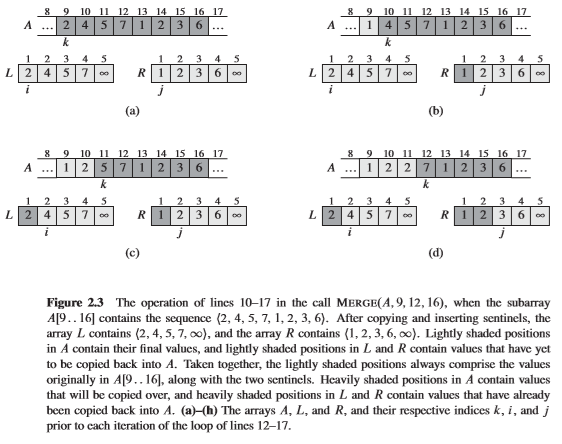 8 9 10 11 12 13 14 15 16 17
A ... 2 4 5 7 1 2 3 6 ...
k
1 2 3 4 5
L 2 4 5 7 ∞
i
1 2 3 4 5
R 1 2 3 6 ∞
j
(a)
8 9 10 11 12 13 14 15 16 17
A ... 1 4 5 7 1 2 3 6 ...
k
1 2 3 4 5
L 2 4 5 7 ∞
i
1 2 3 4 5
R 1 2 3 6 ∞
j
(b)
8 9 10 11 12 13 14 15 16 17
A ... 1 2 5 7 1 2 3 6 ...
k
1 2 3 4 5
L 2 4 5 7 ∞
i
1 2 3 4 5
R 1 2 3 6 ∞
j
(c)
8 9 10 11 12 13 14 15 16 17
A ... 1 2 2 7 1 2 3 6 ...
k
1 2 3 4 5
L 2 4 5 7 ∞
i
1 2 3 4 5
R 1 2 3 6 ∞
j
(d)
Figure 2.3 The operation of lines 10–17 in the call MERGE(A, 9, 12, 16), when the subarray
A[9 . . 16] contains the sequence ⟨2, 4, 5, 7, 1, 2, 3, 6⟩. After copying and inserting sentinels, the
array L contains ⟨2, 4, 5, 7, ∞⟩, and the array R contains ⟨1, 2, 3, 6, ∞⟩. Lightly shaded positions
in A contain their final values, and lightly shaded positions in L and R contain values that have yet
to be copied back into A. Taken together, the lightly shaded positions always comprise the values
originally in A[9 . . 16], along with the two sentinels. Heavily shaded positions in A contain values
that will be copied over, and heavily shaded positions in L and R contain values that have already
been copied back into A. (a)–(h) The arrays A, L, and R, and their respective indices k, i, and j
prior to each iteration of the loop of lines 12–17.